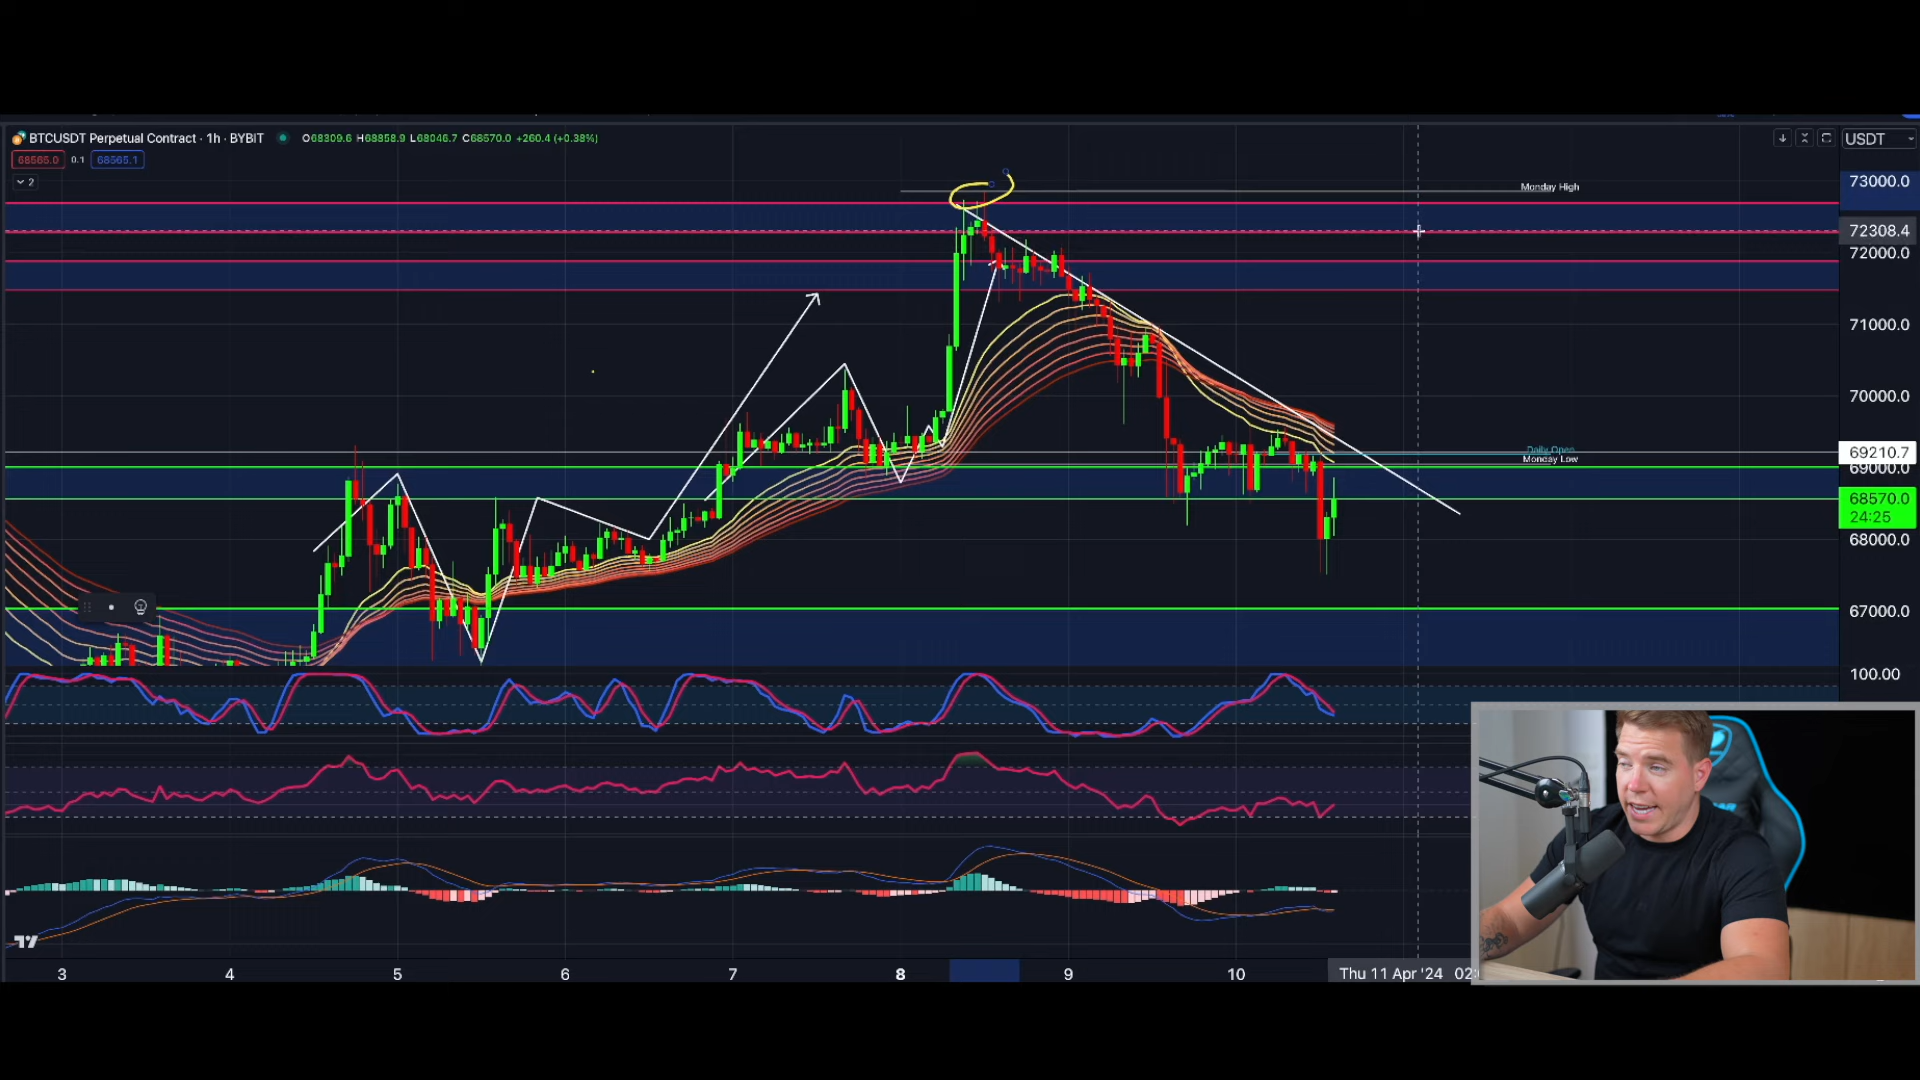 BTCUSDT Perpetual Contract · 1h · BYBIT O68309.6 H68858.9 L68046.7 C68570.0 +260.4 (+0.38%)
USDT
68565.0 0.1 68565.1
2
Monday High
73000.0
72308.4
72000.0
71000.0
70000.0
Daily Open
69210.7
Monday Low
69000.0
68570.0
24:25
68000.0
67000.0
100.00
3 4 5 6 7 8 9 10 Thu 11 Apr '24